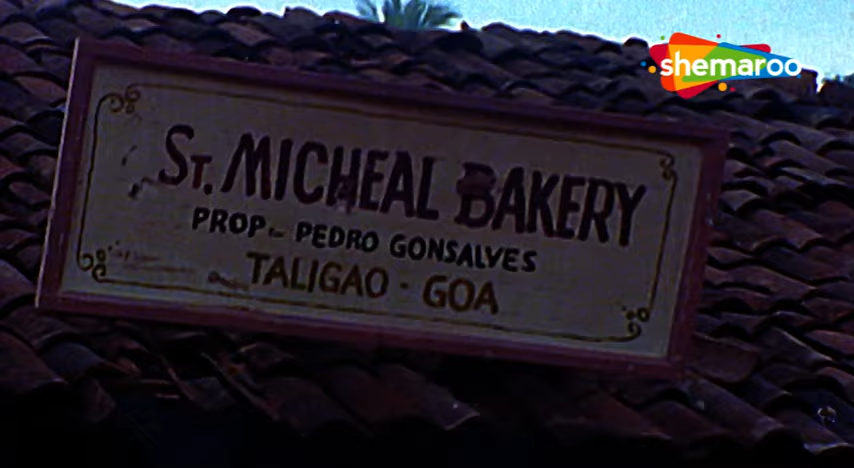 shemaroo
St. MICHEAL BAKERY
PROP- PEDRO GONSALVES
TALIGAO · GOA